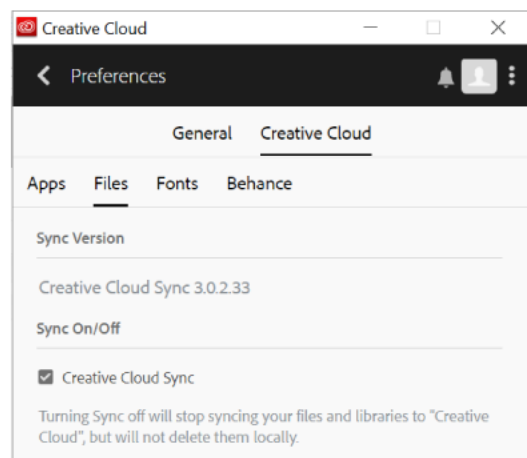 Creative Cloud
Preferences
General Creative Cloud
Apps Files Fonts Behance
Sync Version
Creative Cloud Sync 3.0.2.33
Sync On/Off
Creative Cloud Sync
Turning Sync off will stop syncing your files and libraries to "Creative
Cloud", but will not delete them locally.